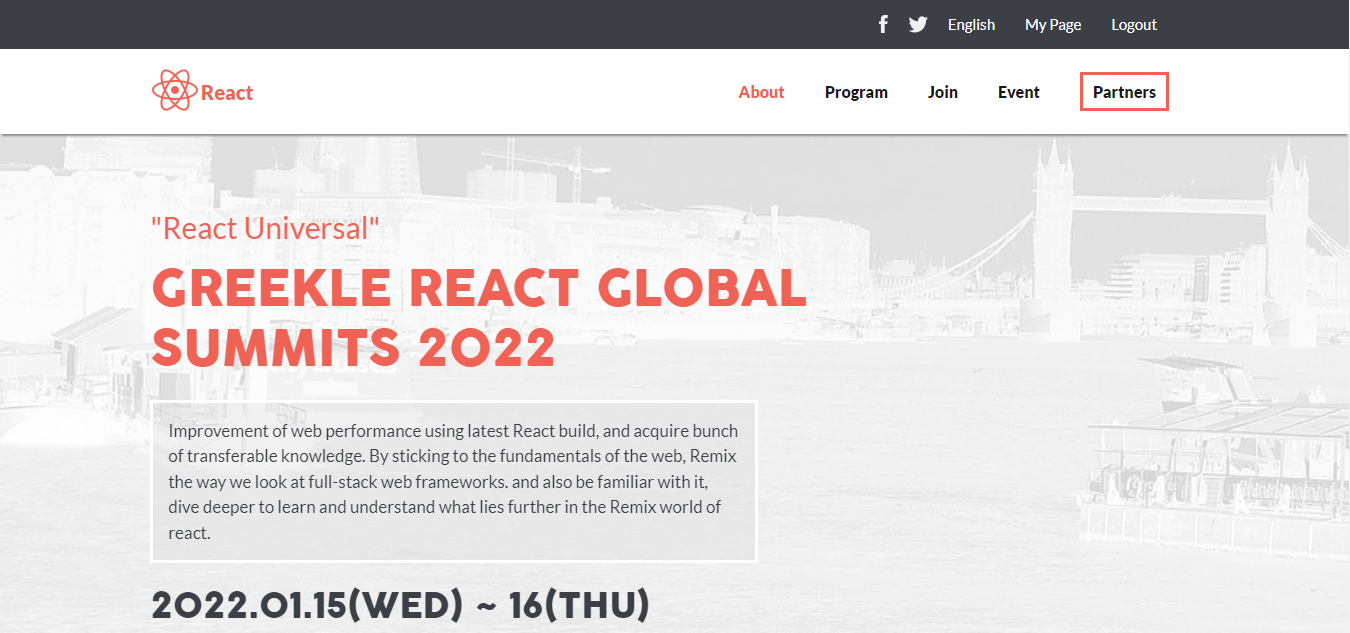 English My Page Logout
React
About Program Join Event Partners
"React Universal"
GREEKLE REACT GLOBAL
SUMMITS 2022
Improvement of web performance using latest React build, and acquire bunch
of transferable knowledge. By sticking to the fundamentals of the web, Remix
the way we look at full-stack web frameworks. and also be familiar with it,
dive deeper to learn and understand what lies further in the Remix world of
react.
2022.01.15(WED) ~ 16(THU)